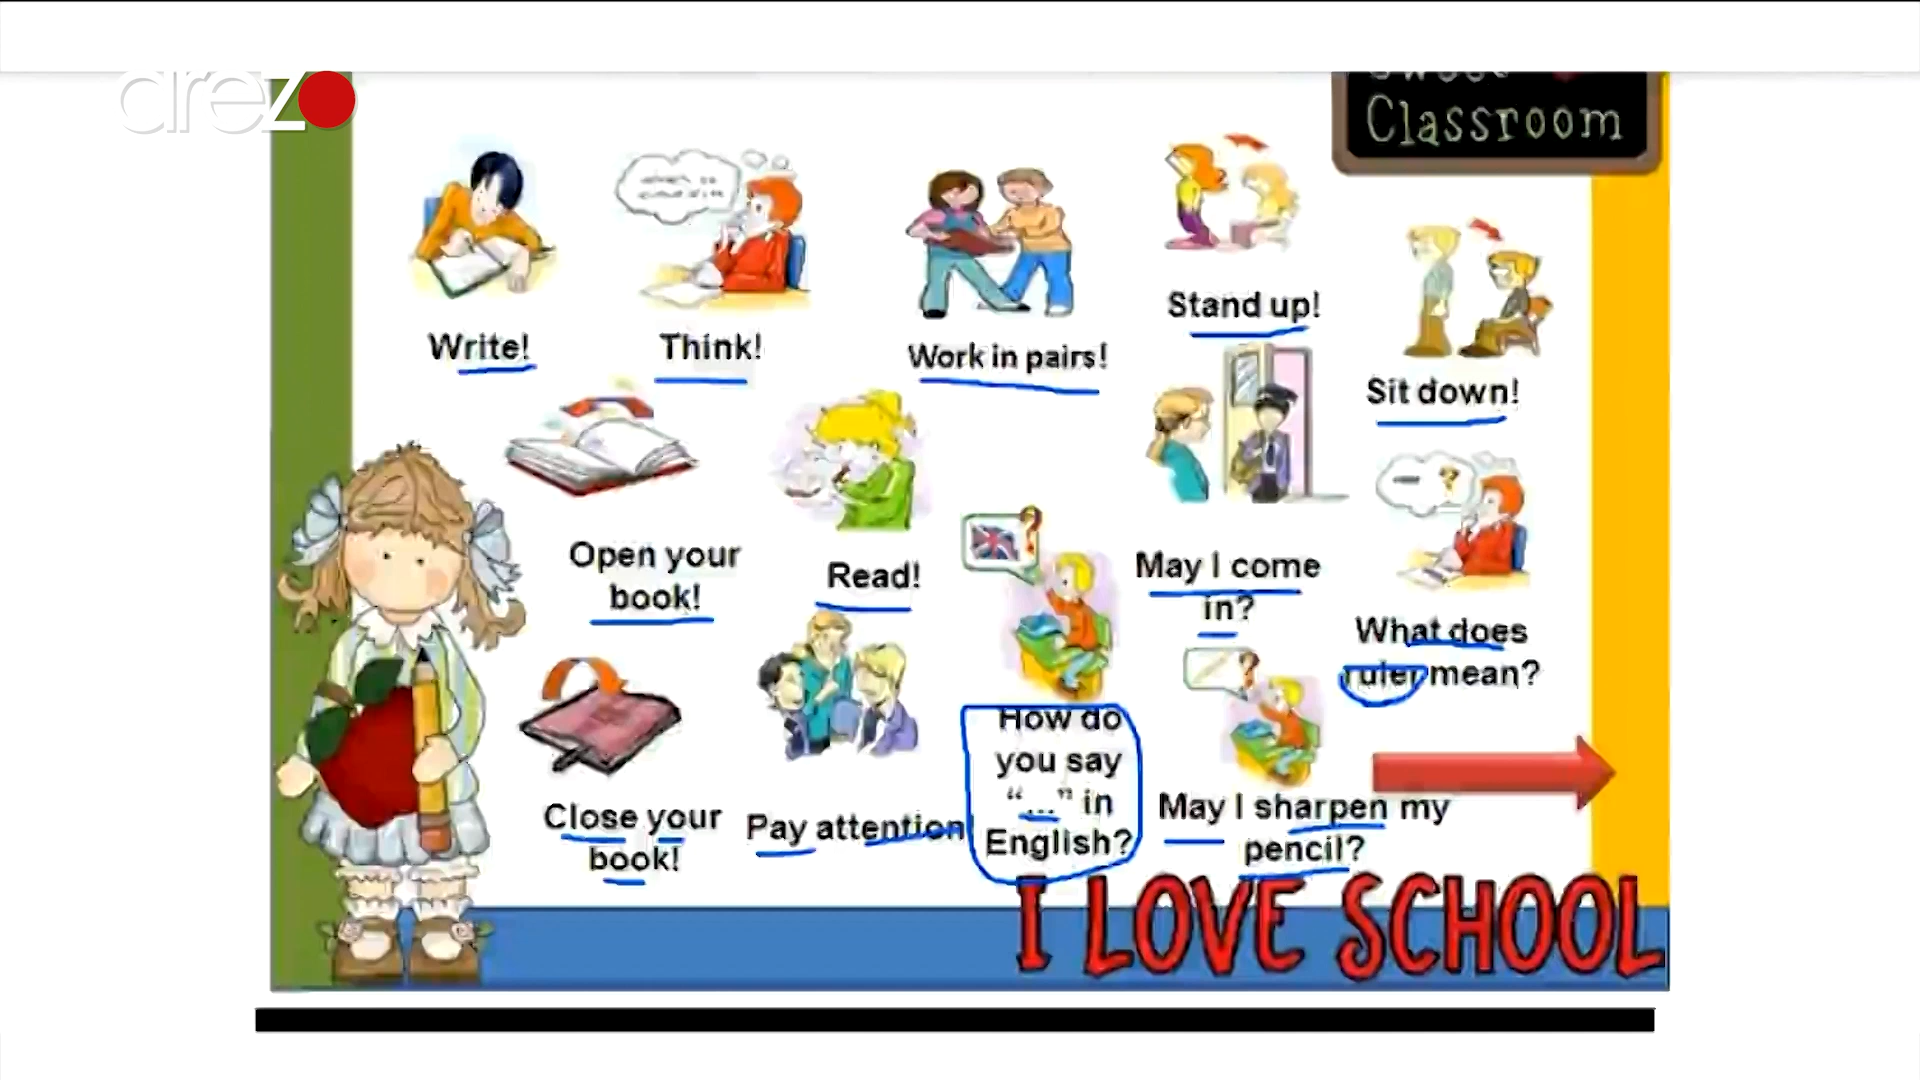 arezo
Classroom
Write!
Think!
Work in pairs!
Stand up!
Sit down!
Open your
book!
Read!
May I come
in?
What does
ruler mean?
Close your
book!
Pay attention
How do
you say
“...” in
English?
May I sharpen my
pencil?
I LOVE SCHOOL